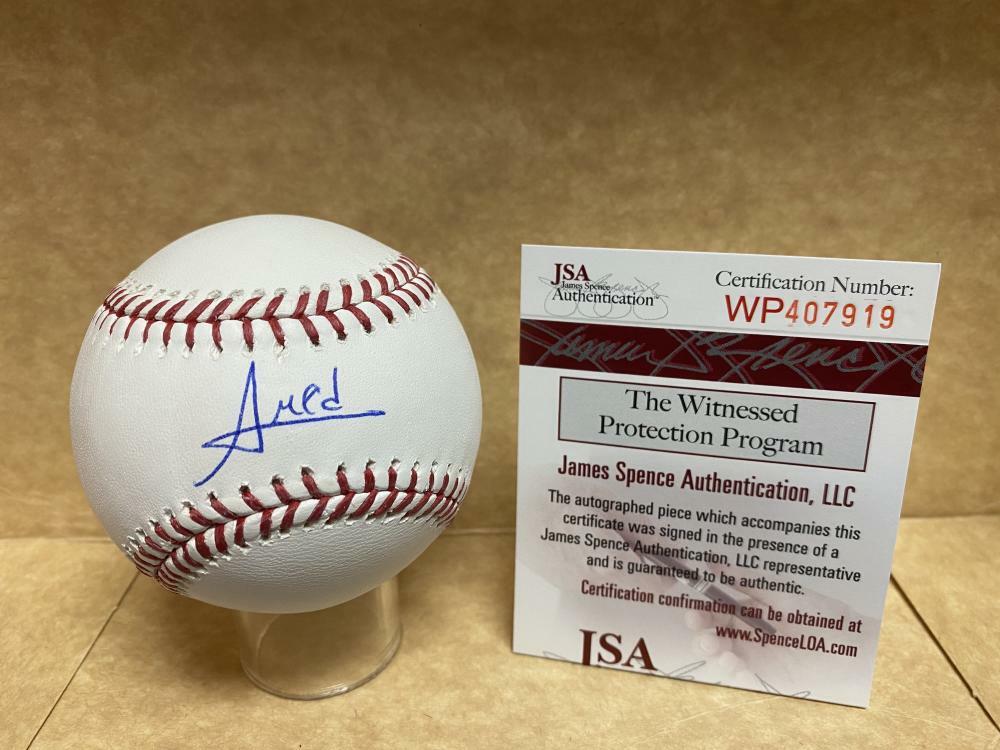 Ared
JSA
James Spence
Authentication
Certification Number:
WP407919
The Witnessed
Protection Program
James Spence Authentication, LLC
The autographed piece which accompanies this
certificate was signed in the presence of a
James Spence Authentication, LLC representative
and is guaranteed to be authentic.
Certification confirmation can be obtained at
www.SpenceLOA.com
JSA